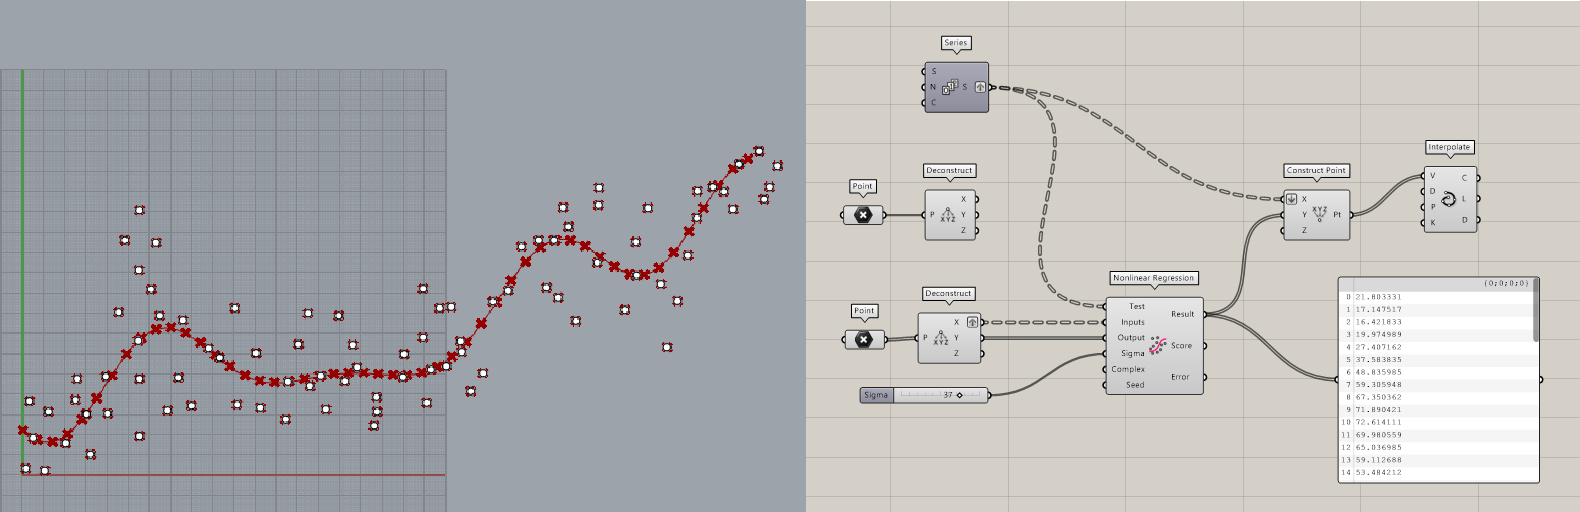 Series
S
N S
C
Interpolate
Deconstruct
Construct Point
Point
X
P XYZ Y
Z
X
Y XYZ Pt
Z
V C
D
P L
K D
Nonlinear Regression
Test
Inputs Result
Output
Sigma Score
Complex
Seed Error
Deconstruct
Point
X
P XYZ Y
Z
Sigma 37
{0;0;0;0}
0 21.803331
1 17.147517
2 16.421833
3 19.974989
4 27.407162
5 37.583835
6 48.835985
7 59.305948
8 67.350362
9 71.890421
10 72.614111
11 69.980559
12 65.036985
13 59.112688
14 53.484212